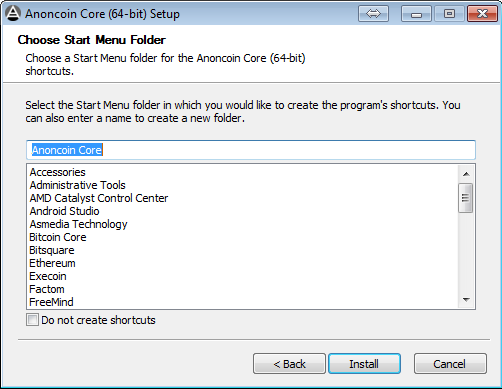 Anoncoin Core (64-bit) Setup
Choose Start Menu Folder
Choose a Start Menu folder for the Anoncoin Core (64-bit)
shortcuts.
Select the Start Menu folder in which you would like to create the program's shortcuts. You
can also enter a name to create a new folder.
Anoncoin Core
Accessories
Administrative Tools
AMD Catalyst Control Center
Android Studio
Asmedia Technology
Bitcoin Core
Bitsquare
Ethereum
Execoin
Factom
FreeMind
Do not create shortcuts
< Back
Install
Cancel